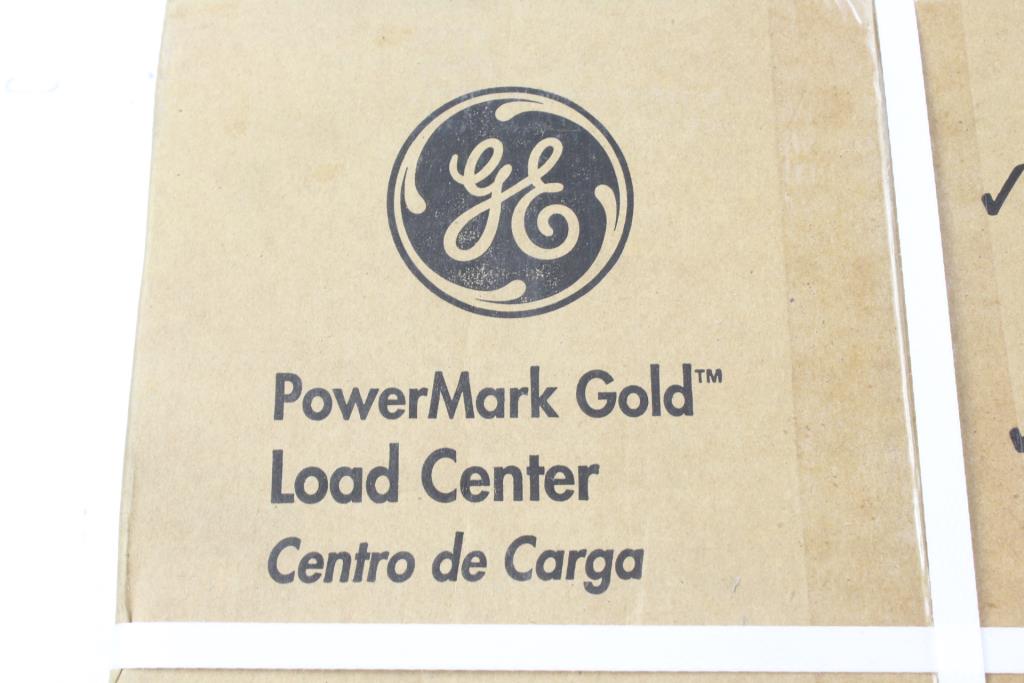 GE
PowerMark Gold™
Load Center
Centro de Carga